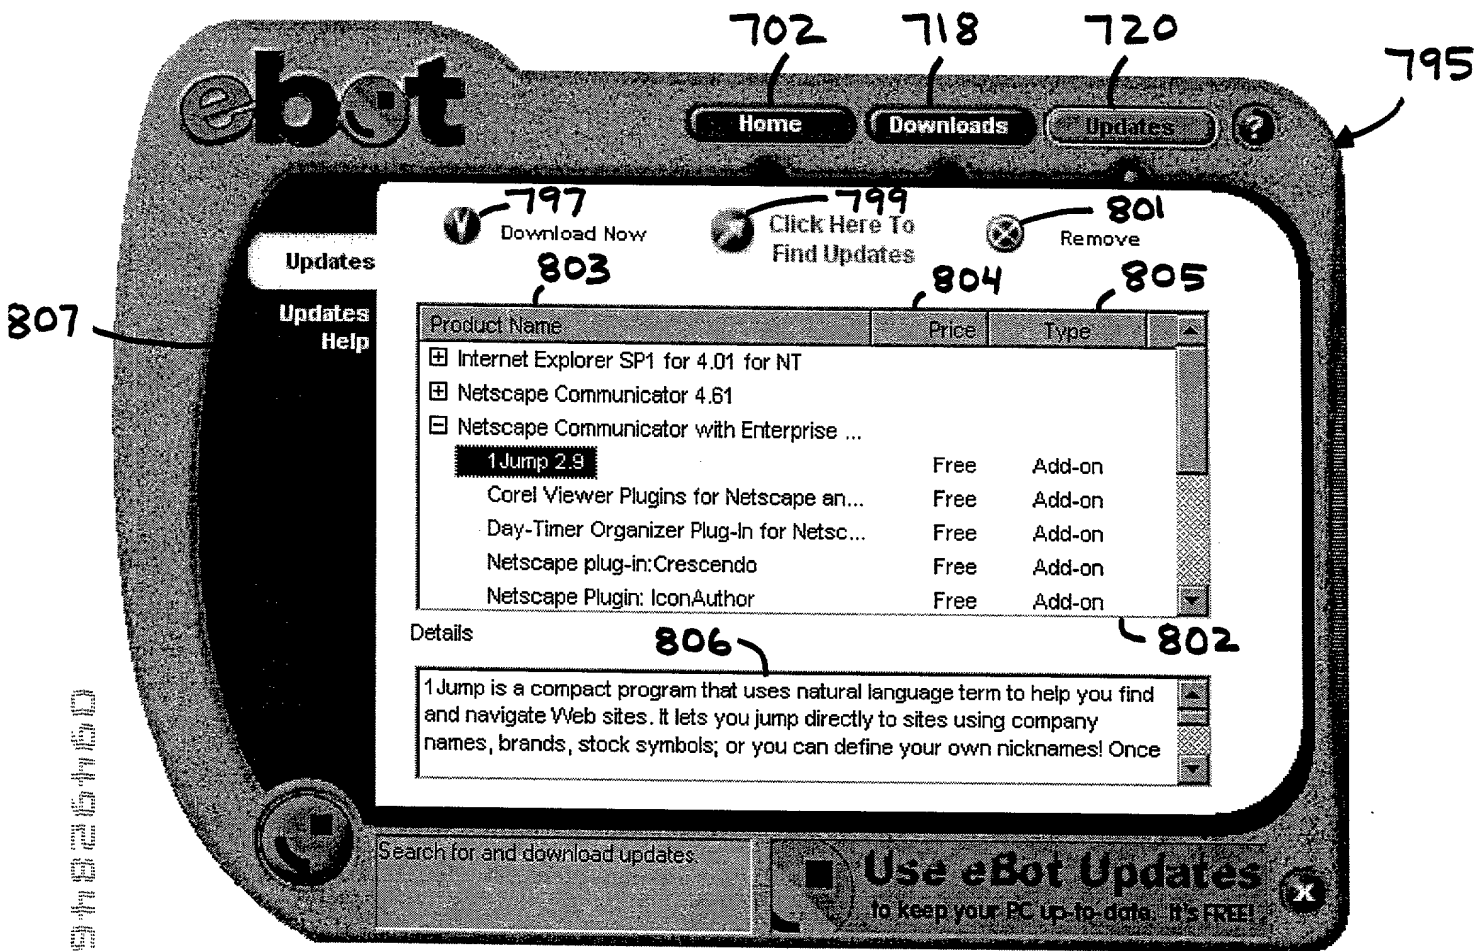 702 718 720 795
ebot
Home Downloads Updates ?
797 799 801
Download Now Click Here To Find Updates Remove
Updates
Updates Help
807
803 804 805
Product Name Price Type
Internet Explorer SP1 for 4.01 for NT
Netscape Communicator 4.61
Netscape Communicator with Enterprise ...
1Jump 2.9 Free Add-on
Corel Viewer Plugins for Netscape an... Free Add-on
Day-Timer Organizer Plug-In for Netsc... Free Add-on
Netscape plug-in:Crescendo Free Add-on
Netscape Plugin: IconAuthor Free Add-on
Details
806 802
1Jump is a compact program that uses natural language term to help you find
and navigate Web sites. It lets you jump directly to sites using company
names, brands, stock symbols; or you can define your own nicknames! Once
Search for and download updates.
Use eBot Updates
to keep your PC up-to-date. It's FREE!
X